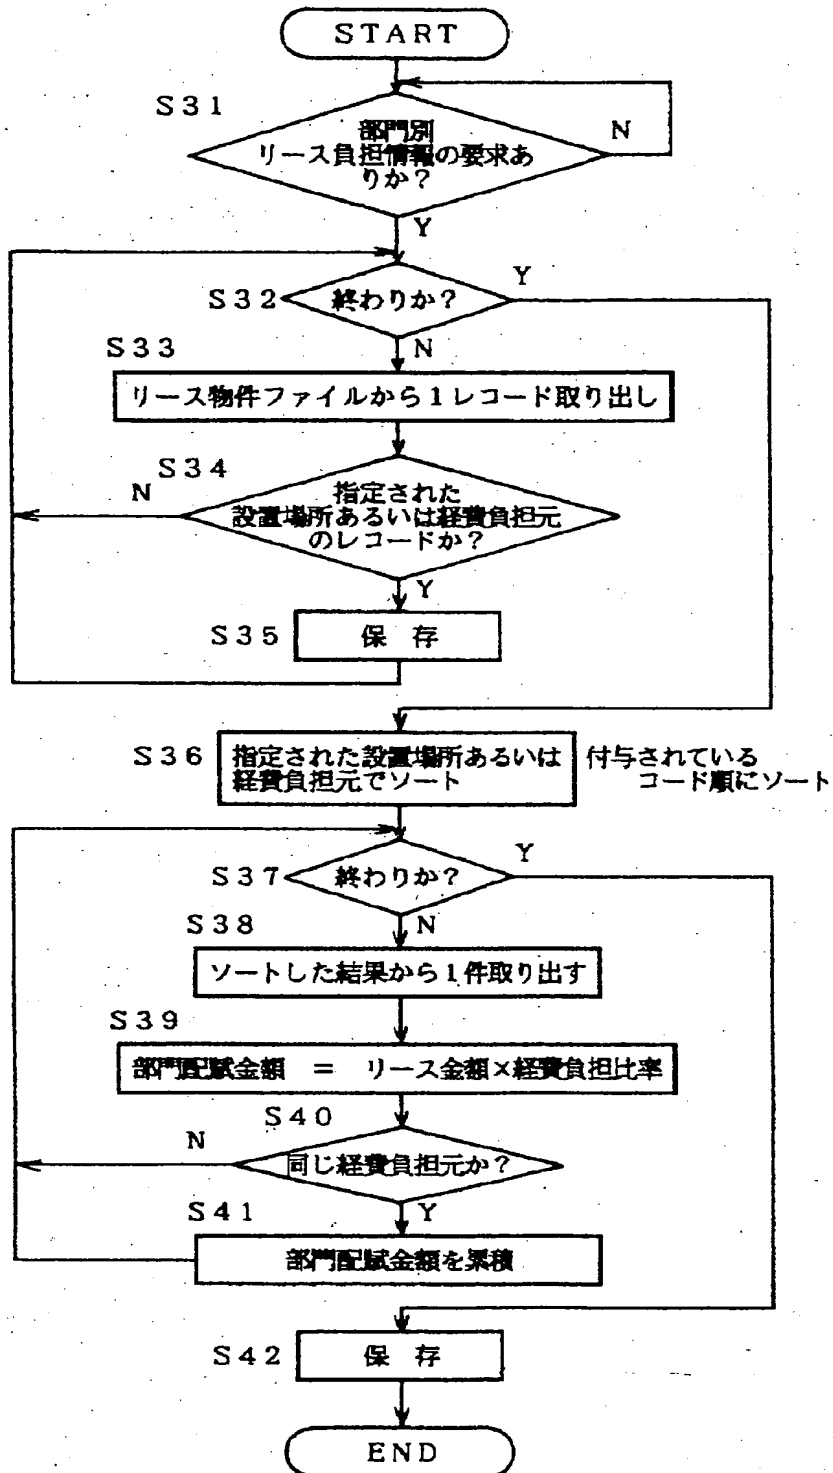 ＳＴＡＲＴ
Ｓ３１
部門別
リース負担情報の要求あ
りか？
Ｎ
Ｙ
Ｓ３２
終わりか？
Ｙ
Ｎ
Ｓ３３
リース物件ファイルから１レコード取り出し
Ｓ３４
Ｎ
指定された
設置場所あるいは経費負担元
のレコードか？
Ｙ
Ｓ３５
保　存
Ｓ３６
指定された設置場所あるいは
経費負担元でソート
付与されている
コード順にソート
Ｓ３７
終わりか？
Ｙ
Ｎ
Ｓ３８
ソートした結果から１件取り出す
Ｓ３９
部門配賦金額　＝　リース金額×経費負担比率
Ｓ４０
Ｎ
同じ経費負担元か？
Ｙ
Ｓ４１
部門配賦金額を累積
Ｓ４２
保　存
ＥＮＤ